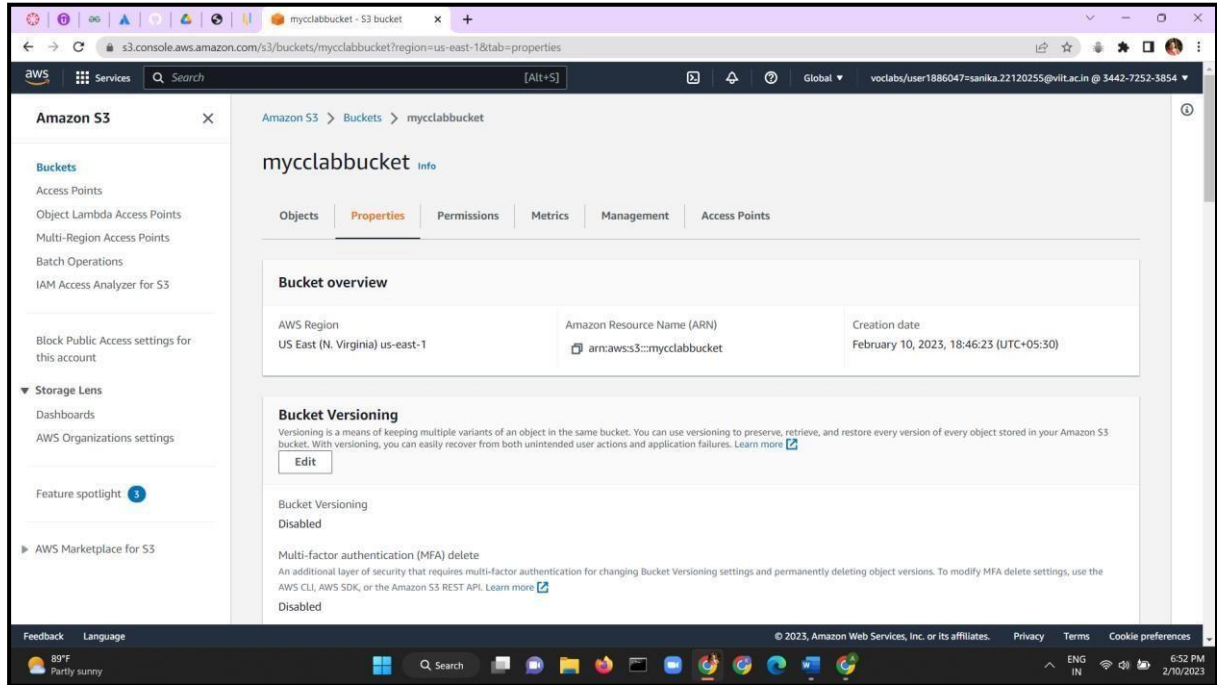 mycclabbucket - S3 bucket
s3.console.aws.amazon.com/s3/buckets/mycclabbucket?region=us-east-1&tab=properties
aws
Services
Search
[Alt+S]
Global
voclabs/user1886047=sanika.22120255@viit.ac.in @ 3442-7252-3854
Amazon S3
Buckets
Access Points
Object Lambda Access Points
Multi-Region Access Points
Batch Operations
IAM Access Analyzer for S3
Block Public Access settings for
this account
Storage Lens
Dashboards
AWS Organizations settings
Feature spotlight 3
AWS Marketplace for S3
Amazon S3 > Buckets > mycclabbucket
mycclabbucket Info
Objects
Properties
Permissions
Metrics
Management
Access Points
Bucket overview
AWS Region
US East (N. Virginia) us-east-1
Amazon Resource Name (ARN)
arn:aws:s3:::mycclabbucket
Creation date
February 10, 2023, 18:46:23 (UTC+05:30)
Bucket Versioning
Versioning is a means of keeping multiple variants of an object in the same bucket. You can use versioning to preserve, retrieve, and restore every version of every object stored in your Amazon S3
bucket. With versioning, you can easily recover from both unintended user actions and application failures. Learn more
Edit
Bucket Versioning
Disabled
Multi-factor authentication (MFA) delete
An additional layer of security that requires multi-factor authentication for changing Bucket Versioning settings and permanently deleting object versions. To modify MFA delete settings, use the
AWS CLI, AWS SDK, or the Amazon S3 REST API. Learn more
Disabled
Feedback
Language
© 2023, Amazon Web Services, Inc. or its affiliates.
Privacy
Terms
Cookie preferences
89°F
Partly sunny
Search
ENG
IN
6:52 PM
2/10/2023